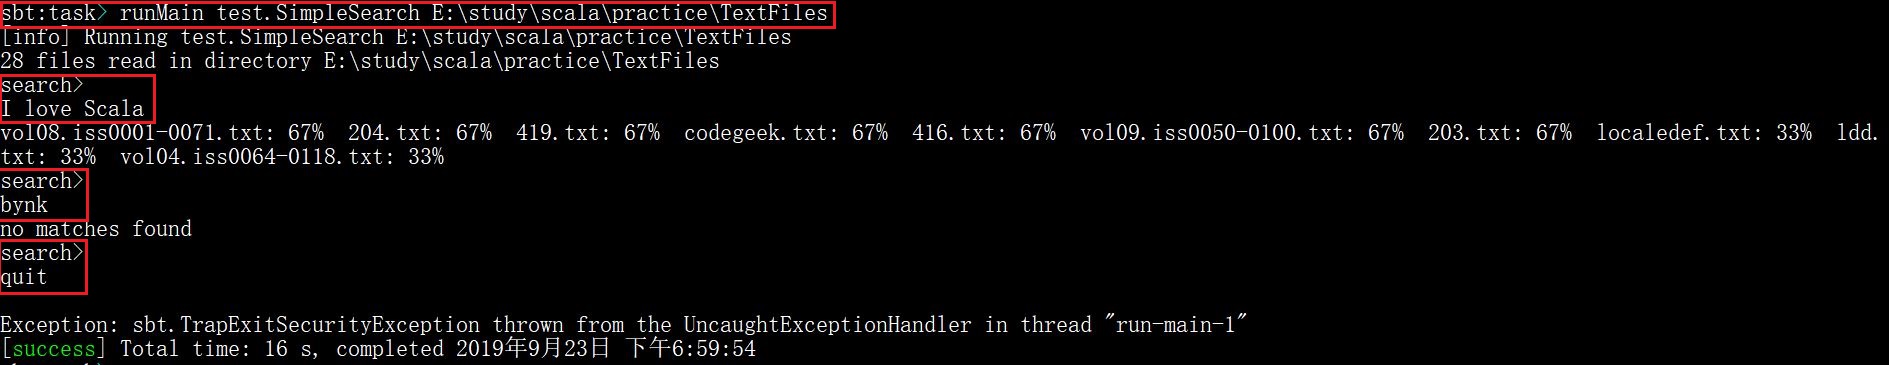 sbt:task> runMain test.SimpleSearch E:\study\scala\practice\TextFiles
[info] Running test.SimpleSearch E:\study\scala\practice\TextFiles
28 files read in directory E:\study\scala\practice\TextFiles
search>
I love Scala
vol08.iss0001-0071.txt: 67%  204.txt: 67%  419.txt: 67%  codegeek.txt: 67%  416.txt: 67%  vol09.iss0050-0100.txt: 67%  203.txt: 67%  localedef.txt: 33%  ldd.
txt: 33%  vol04.iss0064-0118.txt: 33%
search>
bynk
no matches found
search>
quit
Exception: sbt.TrapExitSecurityException thrown from the UncaughtExceptionHandler in thread "run-main-1"
[success] Total time: 16 s, completed 2019年9月23日 下午6:59:54